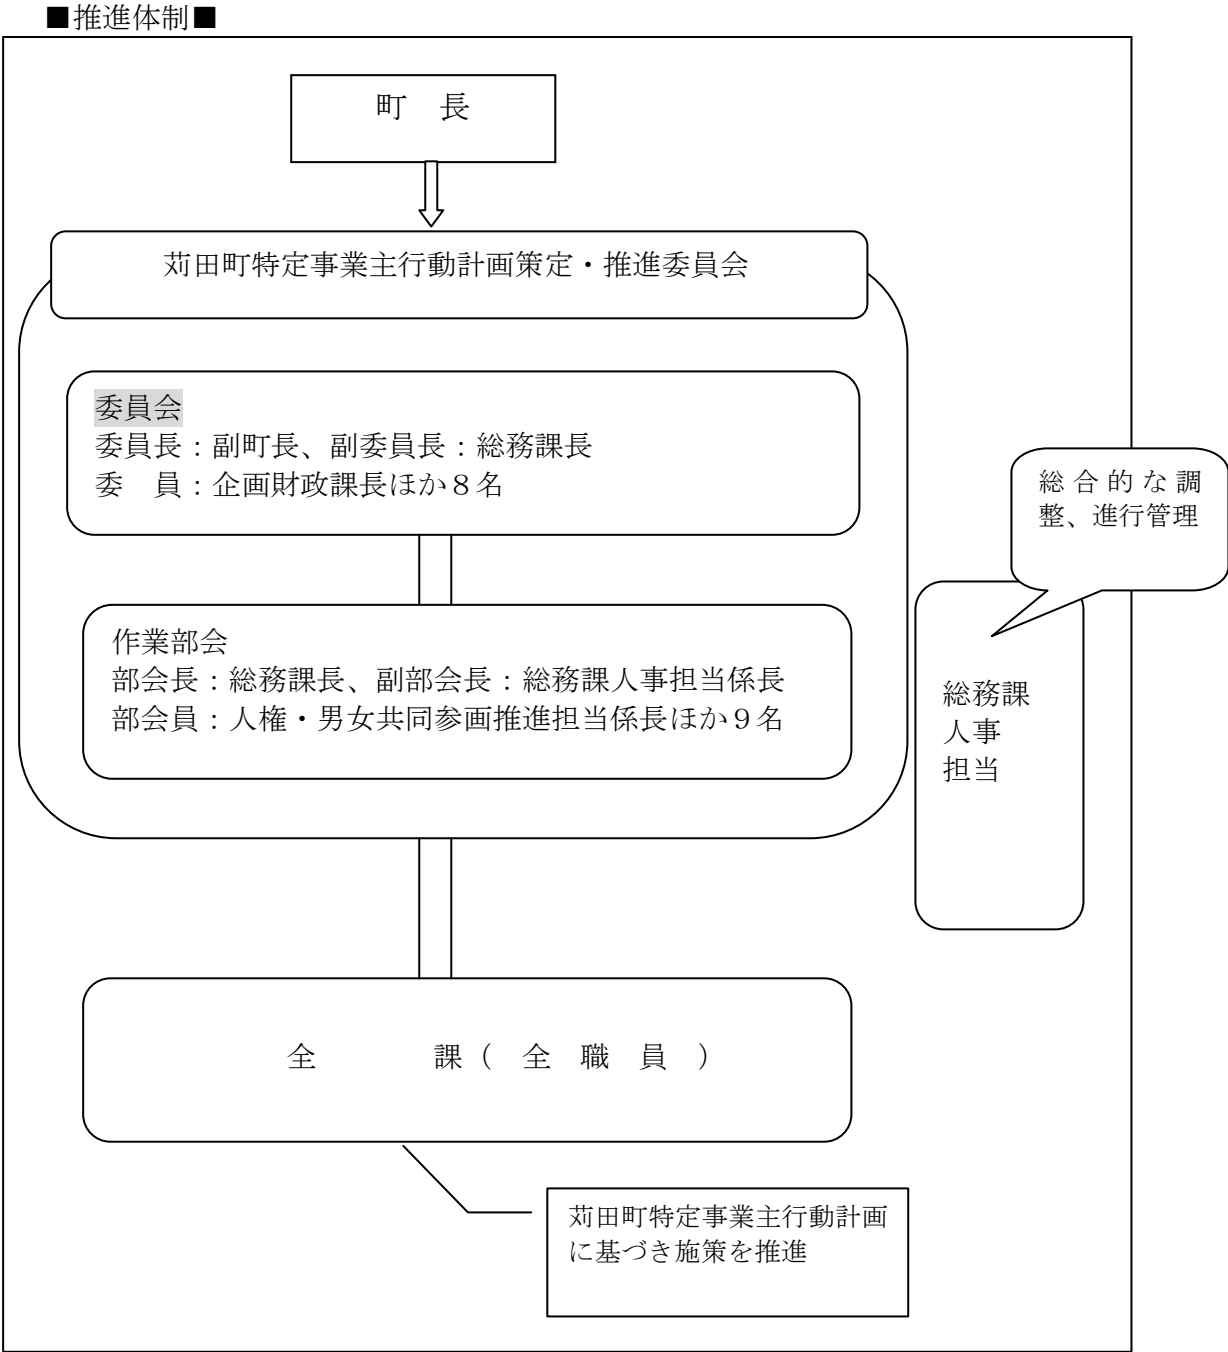 ■推進体制■
町　長
苅田町特定事業主行動計画策定・推進委員会
委員会
委員長：副町長、副委員長：総務課長
委　員：企画財政課長ほか８名
総合的な調
整、進行管理
作業部会
部会長：総務課長、副部会長：総務課人事担当係長
部会員：人権・男女共同参画推進担当係長ほか９名
総務課
人事
担当
全　　　　課（　全　職　員　）
苅田町特定事業主行動計画
に基づき施策を推進